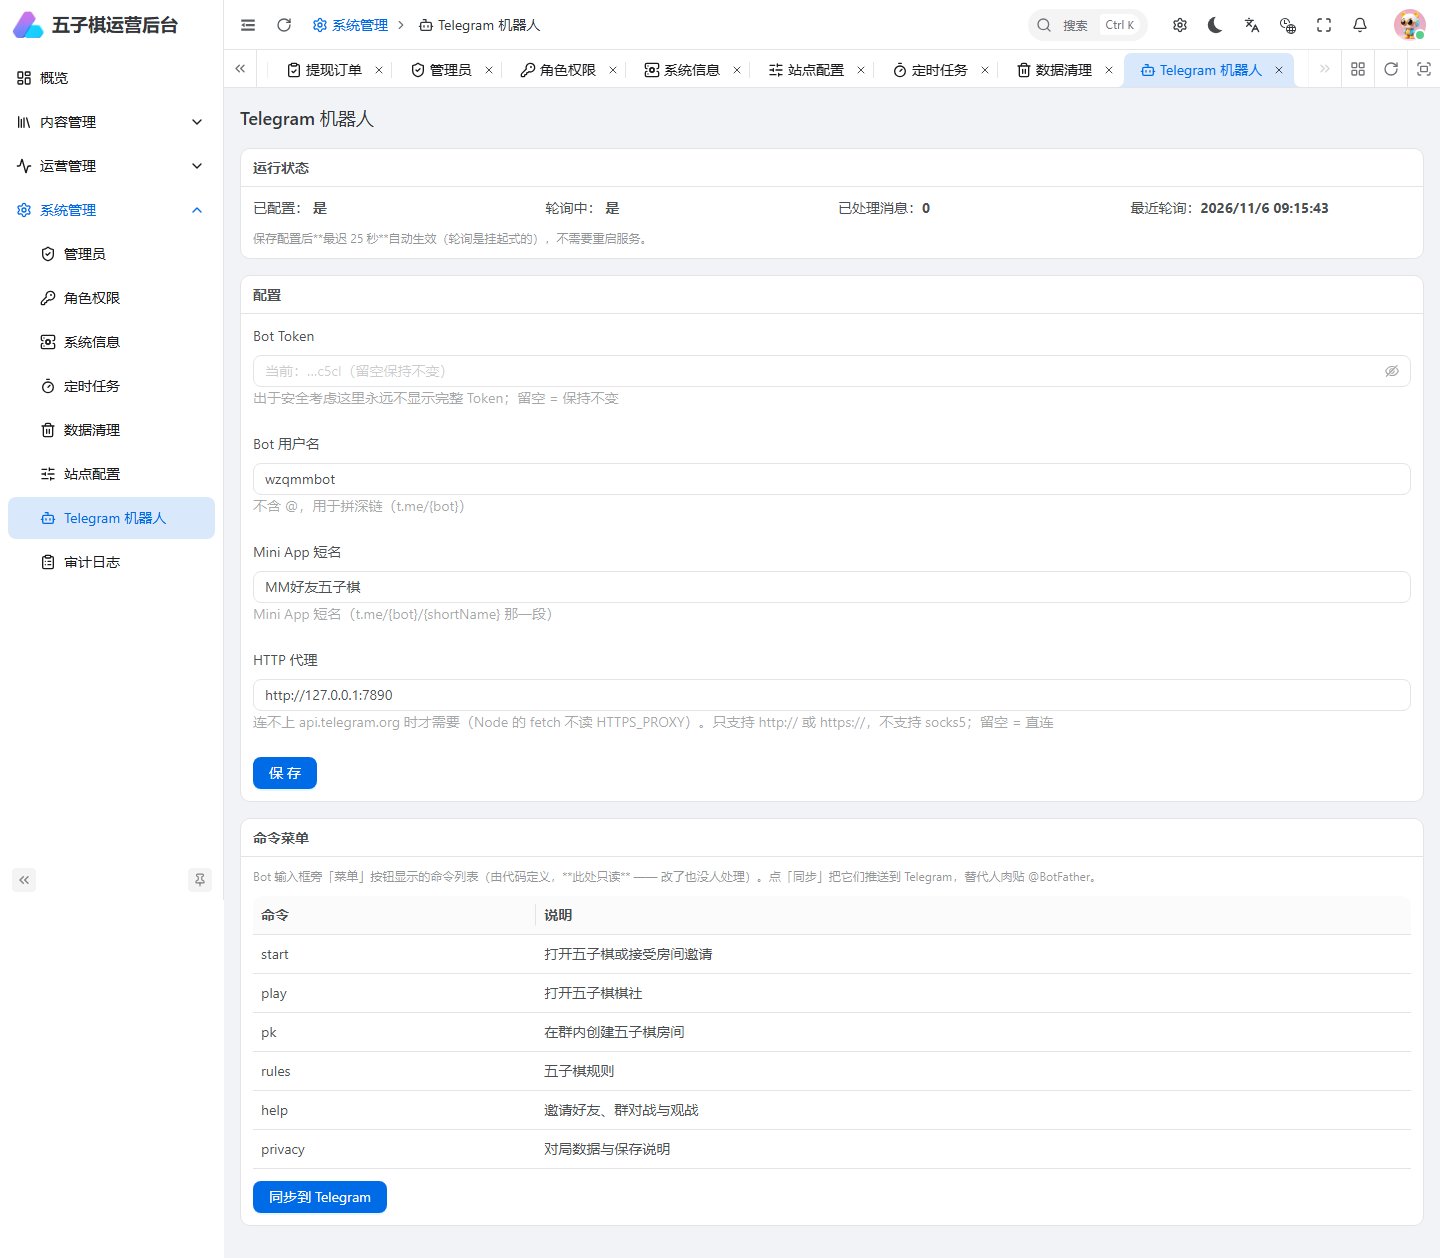 五子棋运营后台
系统管理 > Telegram 机器人
搜索 Ctrl K
提现订单 × 管理员 × 角色权限 × 系统信息 × 站点配置 × 定时任务 × 数据清理 × Telegram 机器人 ×
概览
内容管理
运营管理
系统管理
管理员
角色权限
系统信息
定时任务
数据清理
站点配置
Telegram 机器人
审计日志
Telegram 机器人
运行状态
已配置： 是 轮询中： 是 已处理消息：0 最近轮询：2026/11/6 09:15:43
保存配置后**最迟 25 秒**自动生效（轮询是挂起式的），不需要重启服务。
配置
Bot Token
当前：…c5cl（留空保持不变）
出于安全考虑这里永远不显示完整 Token；留空 = 保持不变
Bot 用户名
wzqmmbot
不含 @，用于拼深链（t.me/{bot}）
Mini App 短名
MM好友五子棋
Mini App 短名（t.me/{bot}/{shortName} 那一段）
HTTP 代理
http://127.0.0.1:7890
连不上 api.telegram.org 时才需要（Node 的 fetch 不读 HTTPS_PROXY）。只支持 http:// 或 https://，不支持 socks5；留空 = 直连
保 存
命令菜单
Bot 输入框旁「菜单」按钮显示的命令列表（由代码定义，**此处只读** —— 改了也没人处理）。点「同步」把它们推送到 Telegram，替代人肉贴 @BotFather。
命令 说明
start 打开五子棋或接受房间邀请
play 打开五子棋棋社
pk 在群内创建五子棋房间
rules 五子棋规则
help 邀请好友、群对战与观战
privacy 对局数据与保存说明
同步到 Telegram